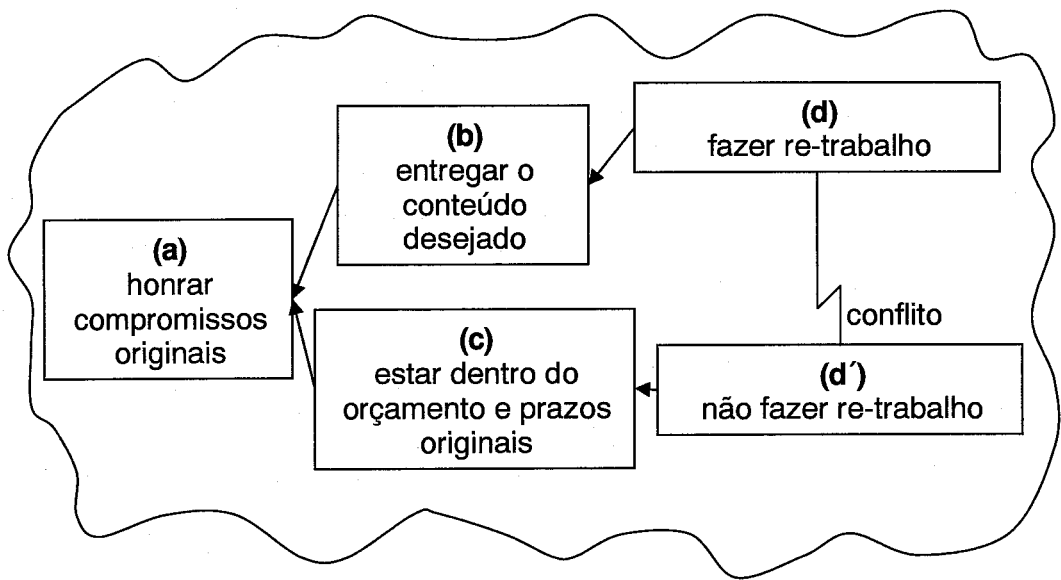 (a)
honrar
compromissos
originais
(b)
entregar o
conteúdo
desejado
(c)
estar dentro do
orçamento e prazos
originais
(d)
fazer re-trabalho
conflito
(d´)
não fazer re-trabalho